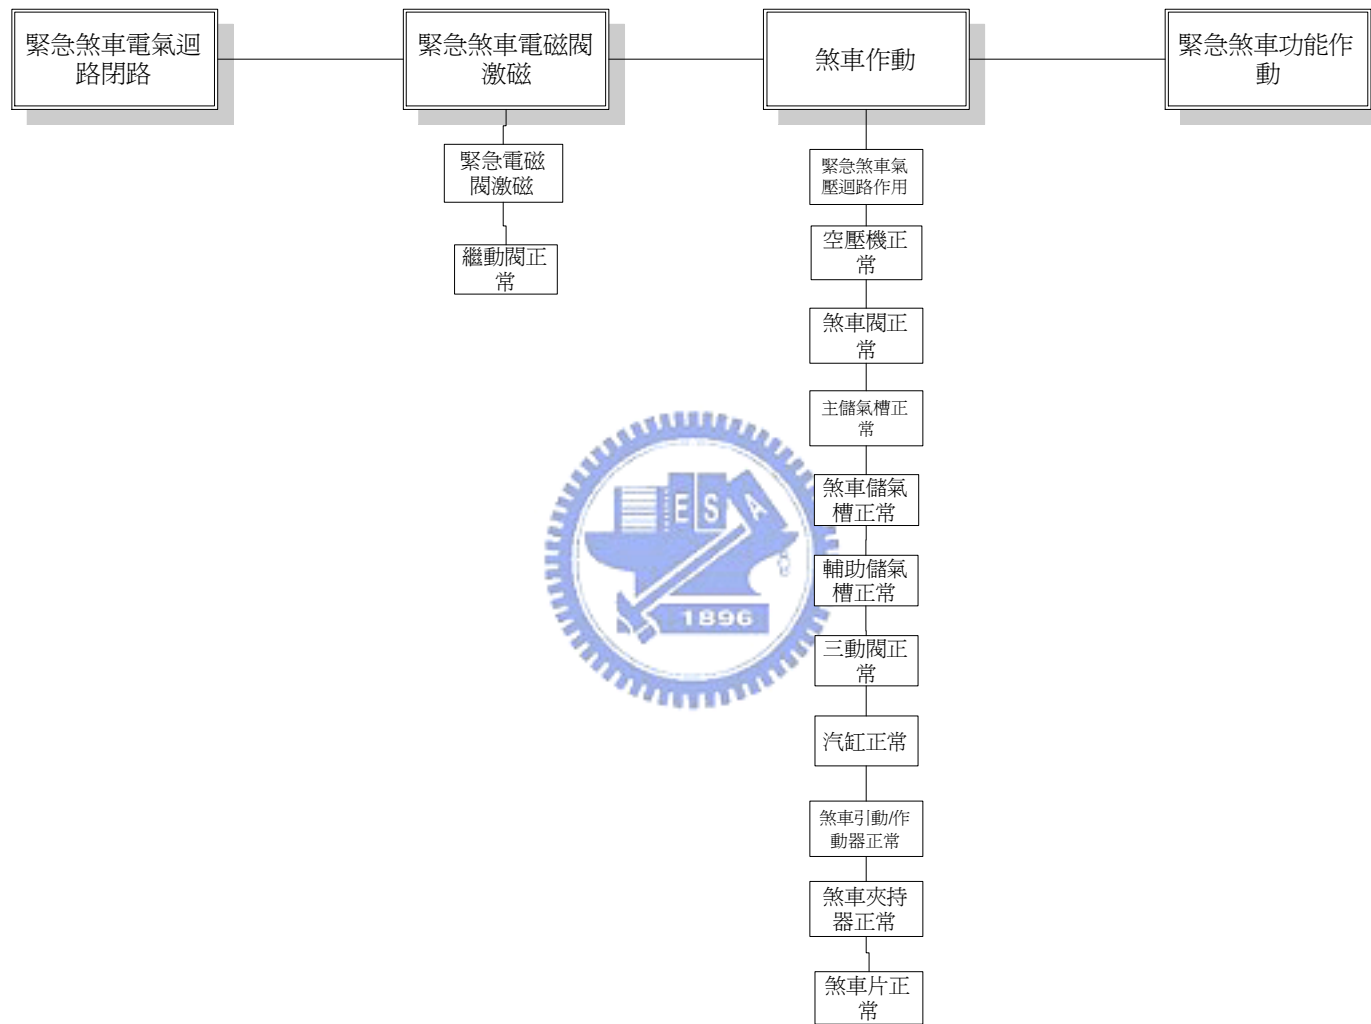 緊急煞車電氣迴
路閉路
緊急煞車電磁閥
激磁
煞車作動
緊急煞車功能作
動
緊急電磁
閥激磁
繼動閥正
常
緊急煞車氣
壓迴路作用
空壓機正
常
煞車閥正
常
主儲氣槽正
常
煞車儲氣
槽正常
輔助儲氣
槽正常
三動閥正
常
汽缸正常
煞車引動/作
動器正常
煞車夾持
器正常
煞車片正
常
E S A
1896